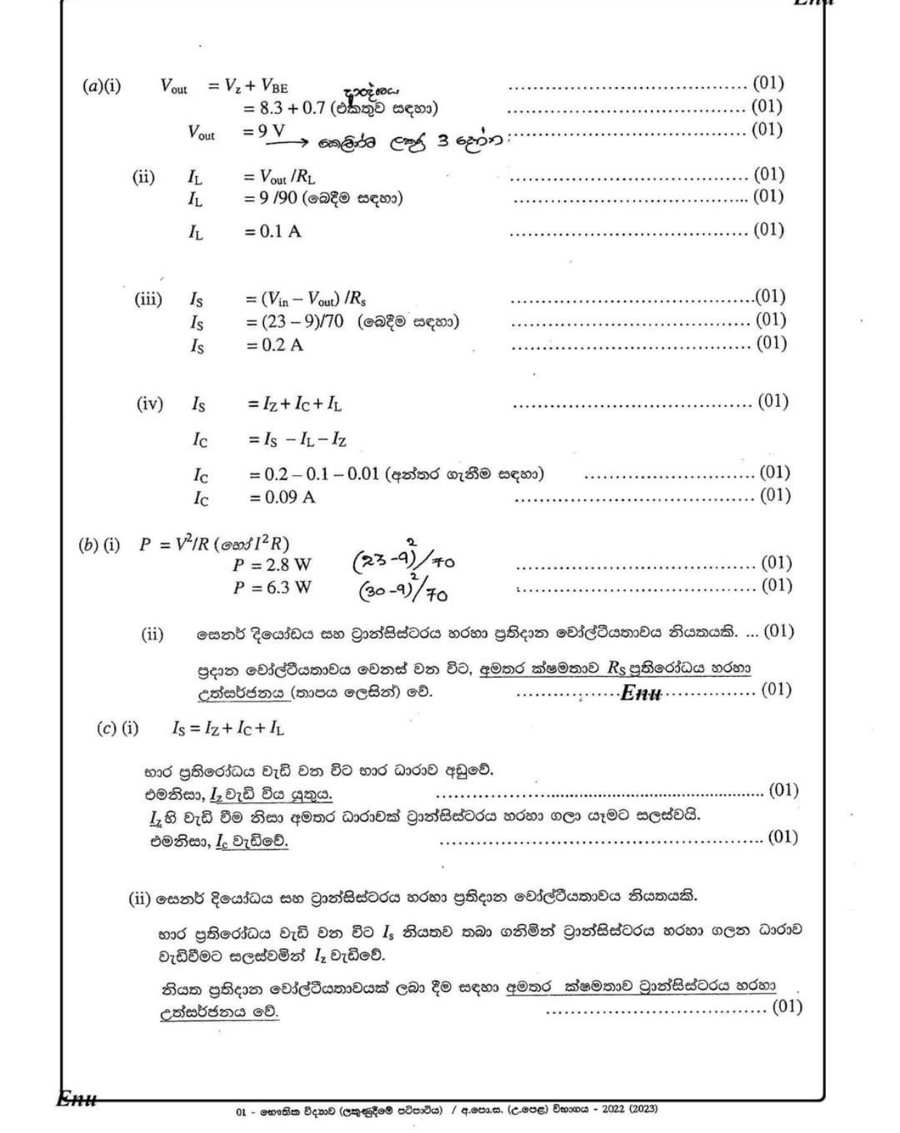 Enu
(a)(i) V_out = V_z + V_BE ........................................ (01)
= 8.3 + 0.7 (එකතුව සඳහා) ........................................ (01)
V_out = 9 V → ........................................ (01)
(ii) I_L = V_out /R_L ........................................ (01)
I_L = 9 /90 (බෙදීම සඳහා) ........................................ (01)
I_L = 0.1 A ........................................ (01)
(iii) I_S = (V_in – V_out) /R_s ........................................ (01)
I_S = (23 – 9)/70 (බෙදීම සඳහා) ........................................ (01)
I_S = 0.2 A ........................................ (01)
(iv) I_S = I_Z + I_C + I_L ........................................ (01)
I_C = I_S – I_L – I_Z
I_C = 0.2 – 0.1 – 0.01 (අන්තර ගැනීම සඳහා) ............................. (01)
I_C = 0.09 A ........................................ (01)
(b) (i) P = V²/R (හෝ I²R)
P = 2.8 W (23 -9)²/70 ........................................ (01)
P = 6.3 W (30 -9)²/70 ........................................ (01)
(ii) සෙනර් දියෝඩය සහ ට්‍රාන්සිස්ටරය හරහා ප්‍රතිදාන වෝල්ටීයතාවය නියතයකි. ... (01)
ප්‍රදාන වෝල්ටීයතාවය වෙනස් වන විට, අමතර ක්ෂමතාව R_S ප්‍රතිරෝධය හරහා
උත්සර්ජනය (තාපය ලෙසින්) වේ. ................. Enu ............... (01)
(c) (i) I_S = I_Z + I_C + I_L
භාර ප්‍රතිරෝධය වැඩි වන විට භාර ධාරාව අඩුවේ.
එමනිසා, I_z වැඩි විය යුතුය. ........................................ (01)
I_z හි වැඩි වීම නිසා අමතර ධාරාවක් ට්‍රාන්සිස්ටරය හරහා ගලා යෑමට සලස්වයි.
එමනිසා, I_c වැඩිවේ. ........................................ (01)
(ii) සෙනර් දියෝඩය සහ ට්‍රාන්සිස්ටරය හරහා ප්‍රතිදාන වෝල්ටීයතාවය නියතයකි.
භාර ප්‍රතිරෝධය වැඩි වන විට I_s නියතව තබා ගනිමින් ට්‍රාන්සිස්ටරය හරහා ගලන ධාරාව
වැඩිවීමට සලස්වමින් I_z වැඩිවේ.
නියත ප්‍රතිදාන වෝල්ටීයතාවයක් ලබා දීම සඳහා අමතර ක්ෂමතාව ට්‍රාන්සිස්ටරය හරහා
උත්සර්ජනය වේ. ........................................ (01)
Enu
01 - භෞතික විද්‍යාව (ලකුණුදීමේ පටිපාටිය) / අ.පො.ස. (උ.පෙළ) විභාගය - 2022 (2023)